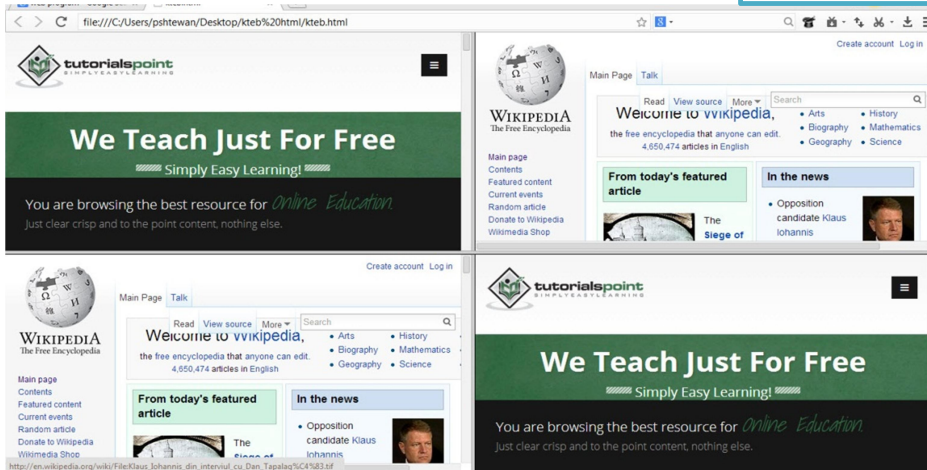 file:///C:/Users/pshtewan/Desktop/kteb%20html/kteb.html
tutorialspoint
SIMPLYEASYLEARNING
We Teach Just For Free
Simply Easy Learning!
You are browsing the best resource for Online Education
Just clear crisp and to the point content, nothing else.
Create account Log in
WIKIPEDIA
The Free Encyclopedia
Main page
Contents
Featured content
Current events
Random article
Donate to Wikipedia
Wikimedia Shop
Main Page Talk
Read View source More Search
Welcome to Wikipedia,
the free encyclopedia that anyone can edit.
4,650,474 articles in English
• Arts
• Biography
• Geography
• History
• Mathematics
• Science
From today's featured
article
The
Siege of
In the news
• Opposition
candidate Klaus
Iohannis
Create account Log in
WIKIPEDIA
The Free Encyclopedia
Main page
Contents
Featured content
Current events
Random article
Donate to Wikipedia
Wikimedia Shop
Main Page Talk
Read View source More Search
Welcome to Wikipedia,
the free encyclopedia that anyone can edit.
4,650,474 articles in English
• Arts
• Biography
• Geography
• History
• Mathematics
• Science
From today's featured
article
The
Siege of
In the news
• Opposition
candidate Klaus
Iohannis
http://en.wikipedia.org/wiki/File:Klaus_Iohannis_din_interviul_cu_Dan_Tapalag%C4%83.tif
tutorialspoint
SIMPLYEASYLEARNING
We Teach Just For Free
Simply Easy Learning!
You are browsing the best resource for Online Education
Just clear crisp and to the point content, nothing else.